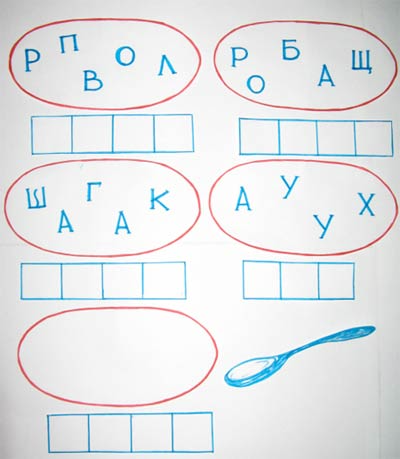 Р П В О Л
Р О Б А Щ
Ш А Г А К
А У У Х